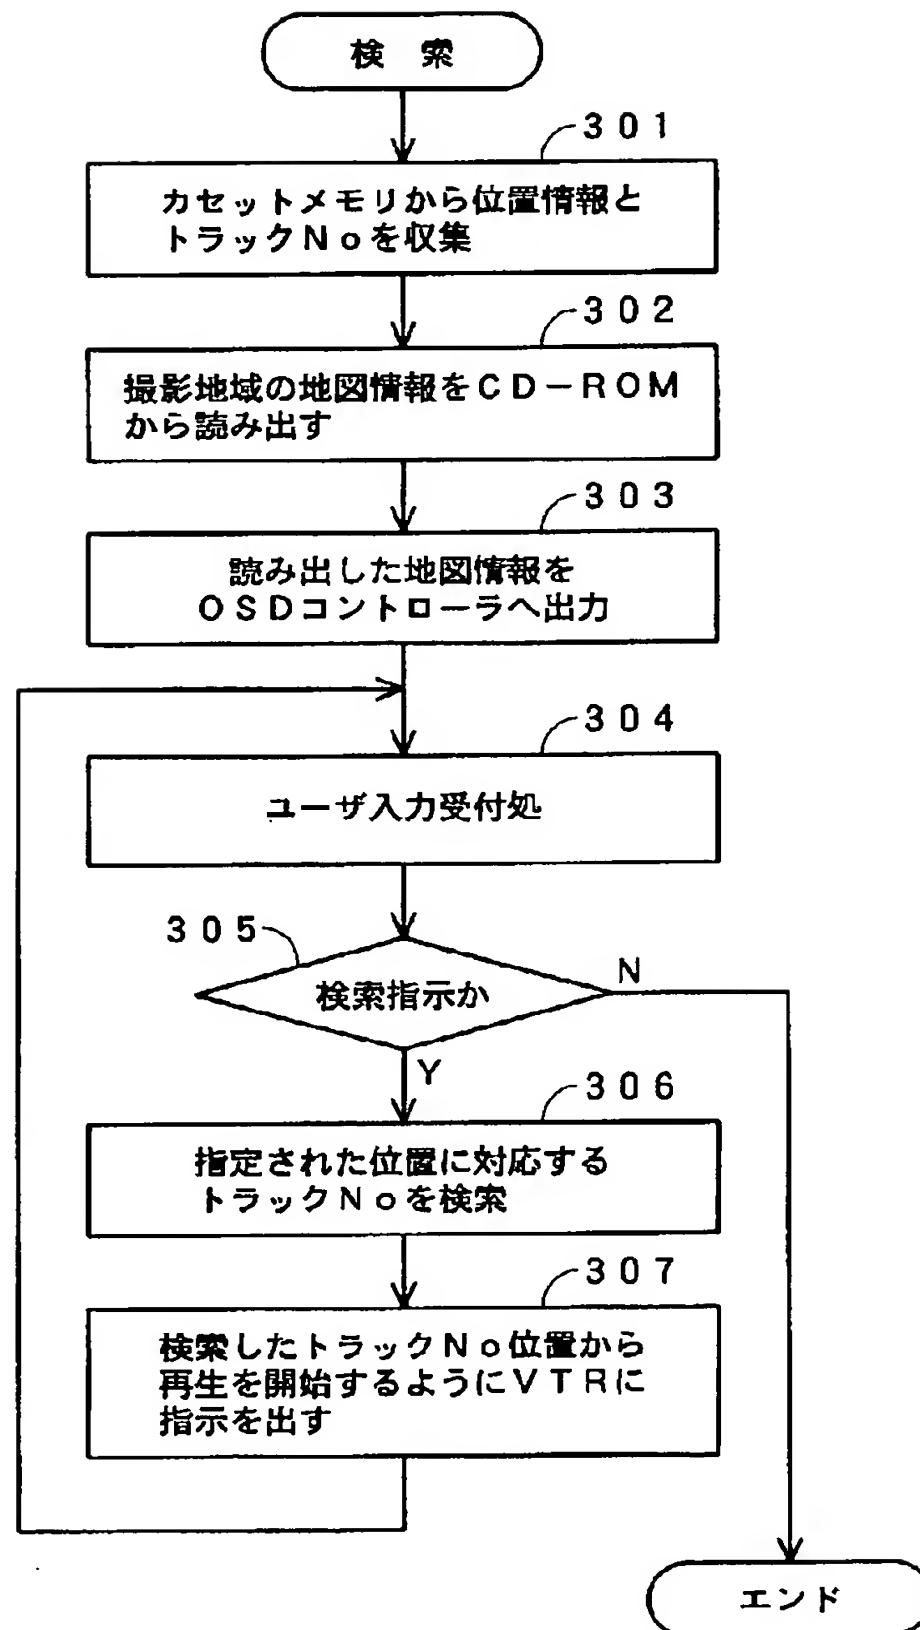 検 索
301
カセットメモリから位置情報と
トラックNoを収集
302
撮影地域の地図情報をCD－ROM
から読み出す
303
読み出した地図情報を
OSDコントローラへ出力
304
ユーザ入力受付処
305
検索指示か
N
Y
306
指定された位置に対応する
トラックNoを検索
307
検索したトラックNo位置から
再生を開始するようにVTRに
指示を出す
エンド